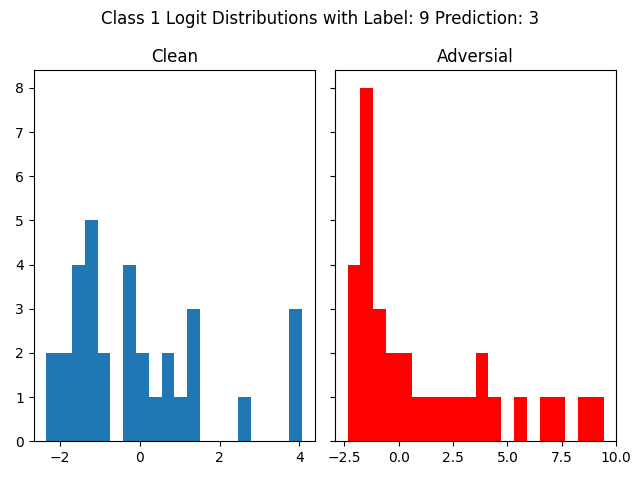 Class 1 Logit Distributions with Label: 9 Prediction: 3
Clean
Adversial
8
7
6
5
4
3
2
1
0
−2 0 2 4
−2.5 0.0 2.5 5.0 7.5 10.0